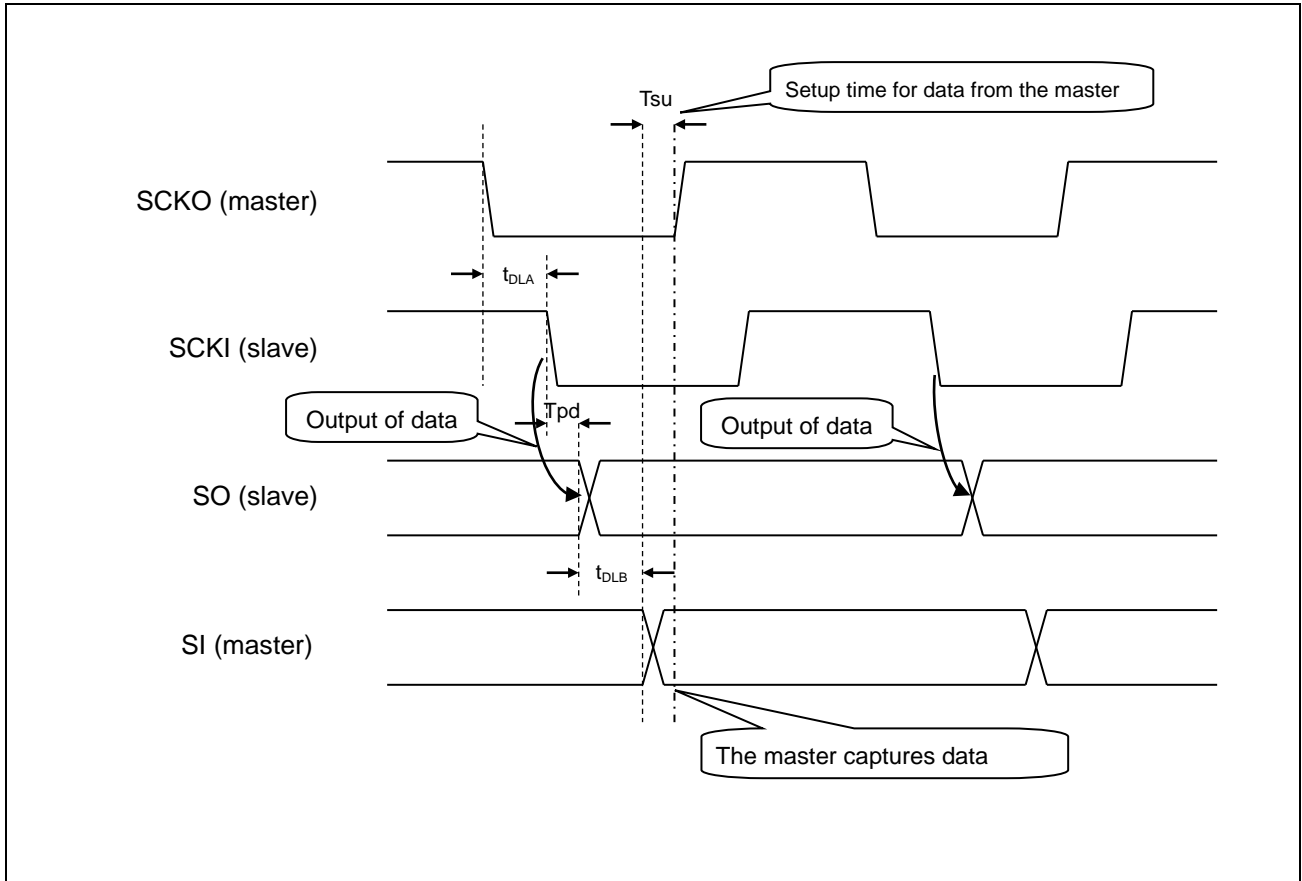 Setup time for data from the master
Tsu
SCKO (master)
tDLA
SCKI (slave)
Output of data
Tpd
Output of data
SO (slave)
tDLB
SI (master)
The master captures data